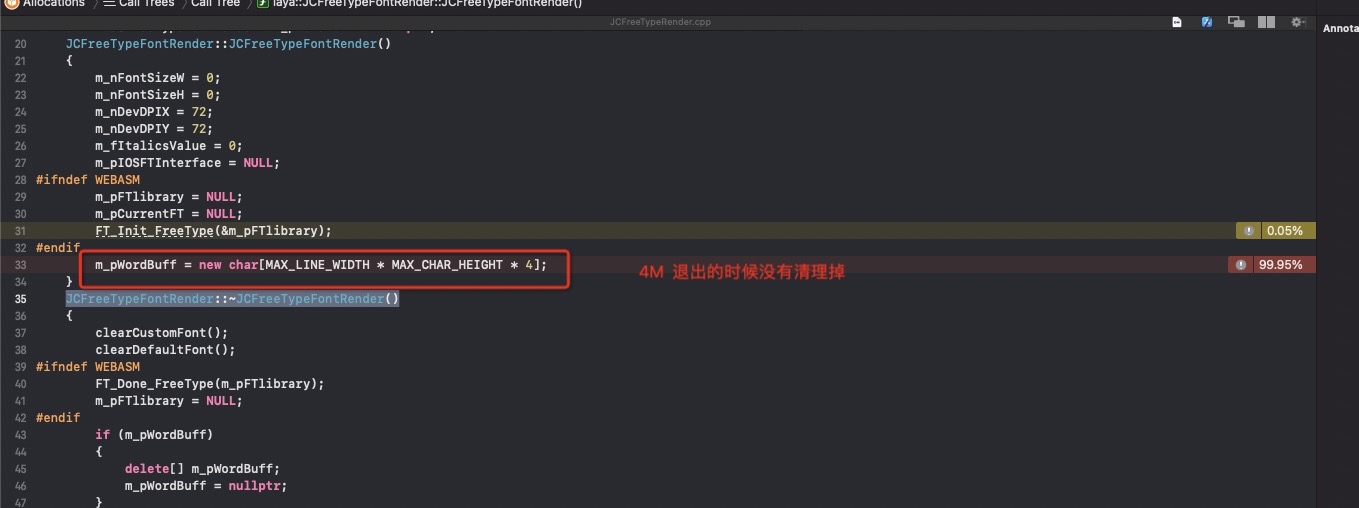 Allocations Call Trees Call Tree laya::JCFreeTypeFontRender::JCFreeTypeFontRender()
JCFreeTypeRender.cpp
Annota
20 JCFreeTypeFontRender::JCFreeTypeFontRender()
21 {
22 m_nFontSizeW = 0;
23 m_nFontSizeH = 0;
24 m_nDevDPIX = 72;
25 m_nDevDPIY = 72;
26 m_fItalicsValue = 0;
27 m_pIOSFTInterface = NULL;
28 #ifndef WEBASM
29 m_pFTlibrary = NULL;
30 m_pCurrentFT = NULL;
31 FT_Init_FreeType(&m_pFTlibrary); 0.05%
32 #endif
33 m_pWordBuff = new char[MAX_LINE_WIDTH * MAX_CHAR_HEIGHT * 4]; 99.95%
4M 退出的时候没有清理掉
34 }
35 JCFreeTypeFontRender::~JCFreeTypeFontRender()
36 {
37 clearCustomFont();
38 clearDefaultFont();
39 #ifndef WEBASM
40 FT_Done_FreeType(m_pFTlibrary);
41 m_pFTlibrary = NULL;
42 #endif
43 if (m_pWordBuff)
44 {
45 delete[] m_pWordBuff;
46 m_pWordBuff = nullptr;
47 }